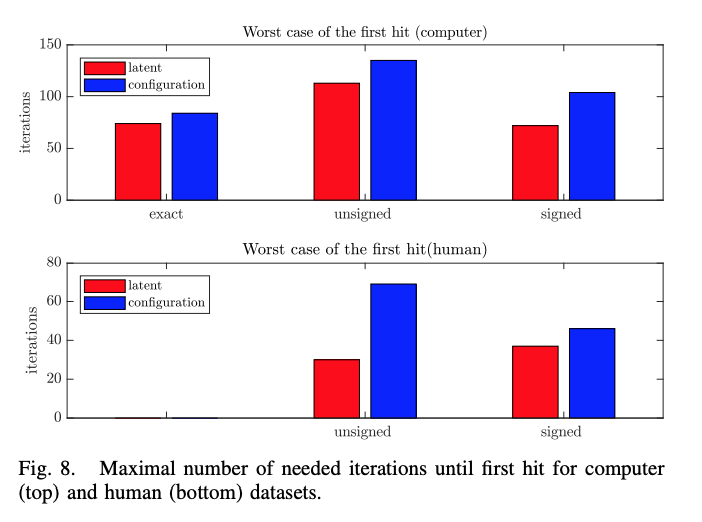 Worst case of the first hit (computer)
150
100
50
0
iterations
latent
configuration
exact
unsigned
signed
Worst case of the first hit(human)
80
60
40
20
0
iterations
latent
configuration
unsigned
signed
Fig. 8. Maximal number of needed iterations until first hit for computer
(top) and human (bottom) datasets.